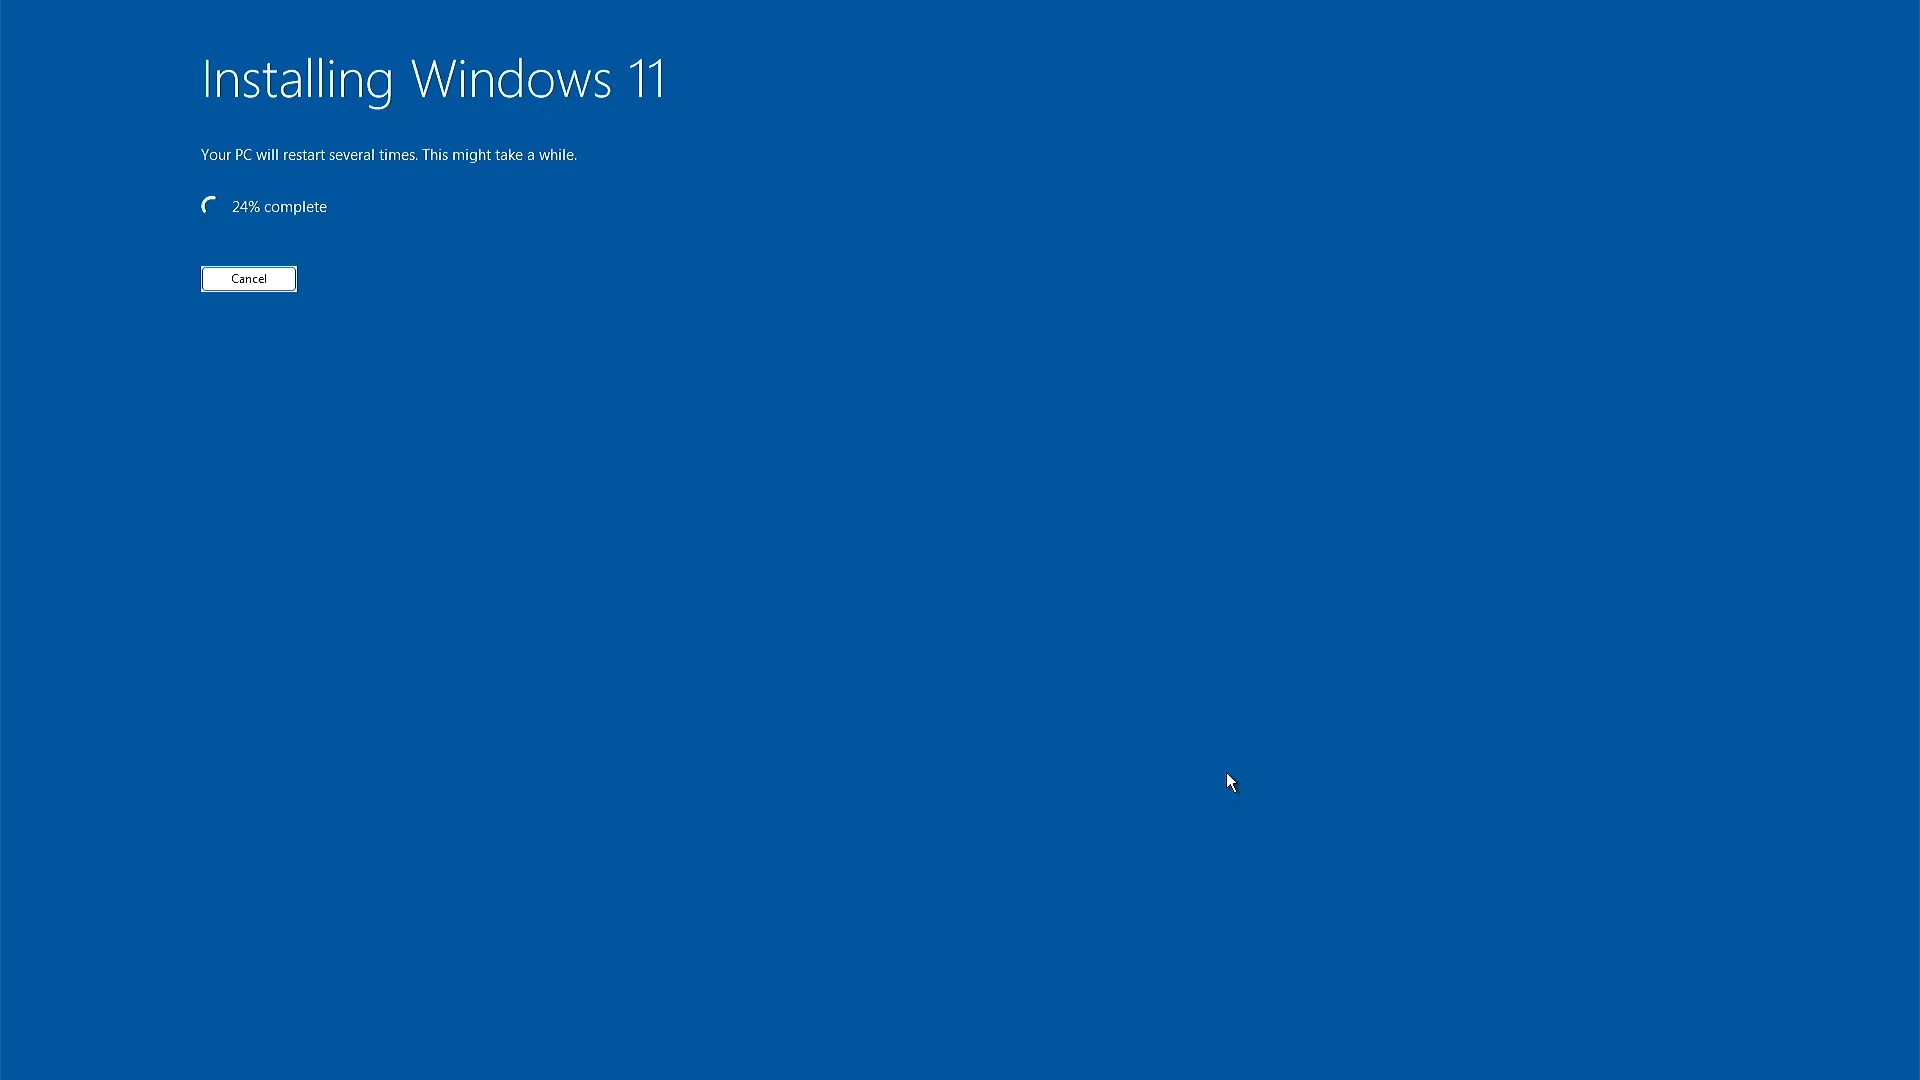 Installing Windows 11
Your PC will restart several times. This might take a while.
24% complete
Cancel